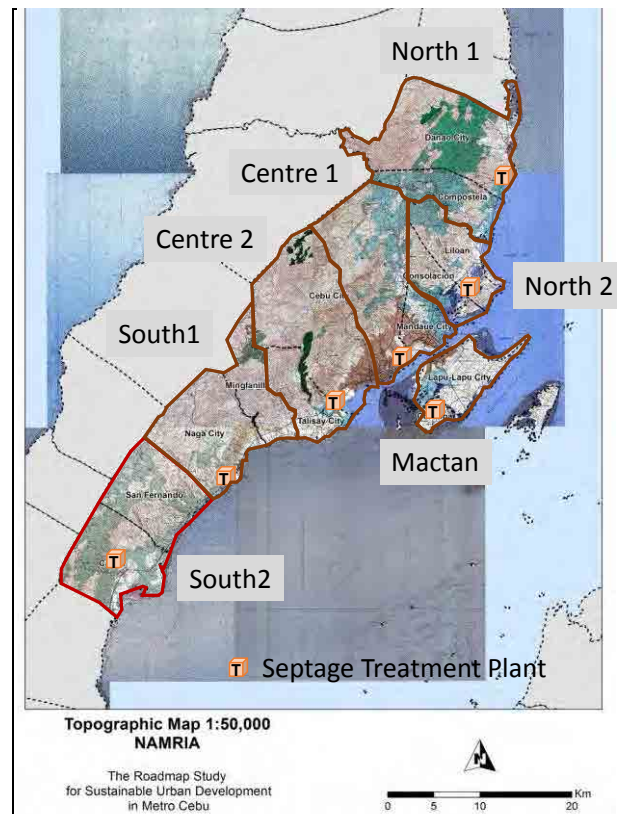 North 1
Danao City
T
Compostela
Centre 1
Centre 2
Liloan
Consolacion
T
North 2
Cebu City
Mandaue City
T
South1
Lapu-Lapu City
T
Minglanilla
T
Talisay City
Mactan
Naga City
T
San Fernando
T
South2
T Septage Treatment Plant
Topographic Map 1:50,000
NAMRIA
The Roadmap Study
for Sustainable Urban Development
in Metro Cebu
N
Km
0 5 10 20